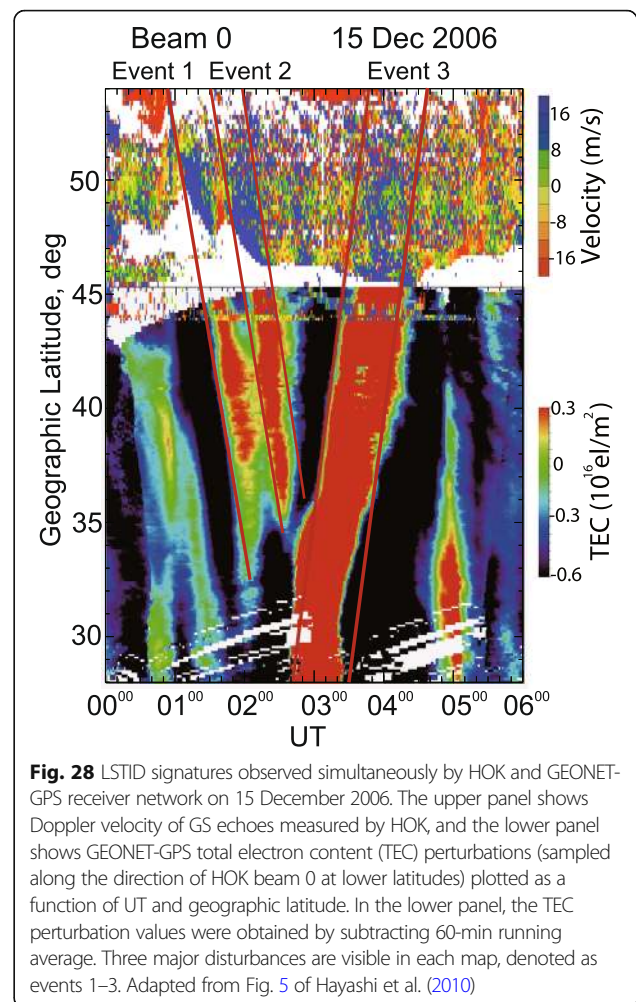 Beam 0 15 Dec 2006
Event 1 Event 2 Event 3
50
45
40
35
30
Geographic Latitude, deg
16
8
0
-8
-16
Velocity (m/s)
0.3
0
-0.3
-0.6
TEC (10¹⁶el/m²)
00⁰⁰ 01⁰⁰ 02⁰⁰ 03⁰⁰ 04⁰⁰ 05⁰⁰ 06⁰⁰
UT
Fig. 28 LSTID signatures observed simultaneously by HOK and GEONET-
GPS receiver network on 15 December 2006. The upper panel shows
Doppler velocity of GS echoes measured by HOK, and the lower panel
shows GEONET-GPS total electron content (TEC) perturbations (sampled
along the direction of HOK beam 0 at lower latitudes) plotted as a
function of UT and geographic latitude. In the lower panel, the TEC
perturbation values were obtained by subtracting 60-min running
average. Three major disturbances are visible in each map, denoted as
events 1–3. Adapted from Fig. 5 of Hayashi et al. (2010)